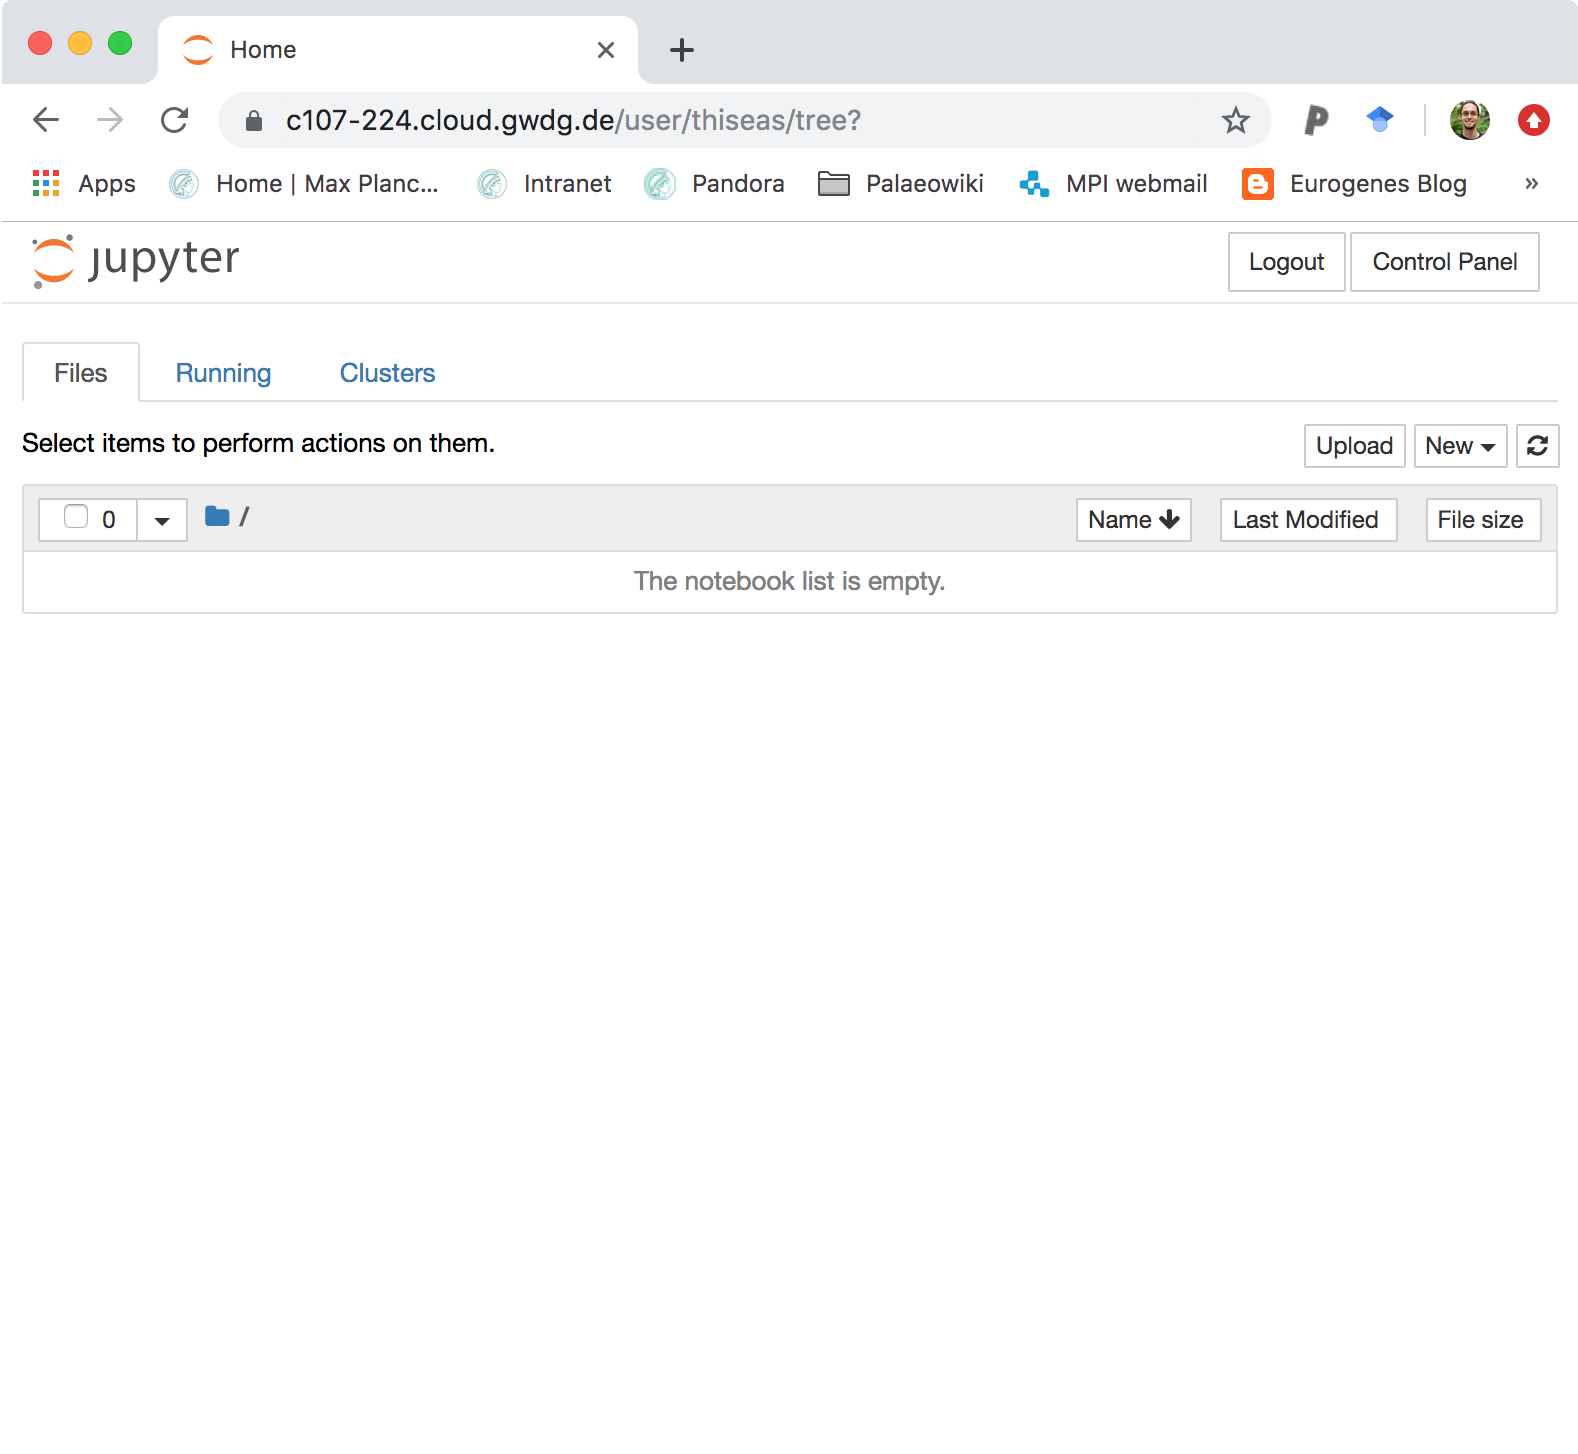 Home
c107-224.cloud.gwdg.de/user/thiseas/tree?
Apps Home | Max Planc... Intranet Pandora Palaeowiki MPI webmail Eurogenes Blog »
jupyter Logout Control Panel
Files Running Clusters
Select items to perform actions on them. Upload New
0 / Name Last Modified File size
The notebook list is empty.